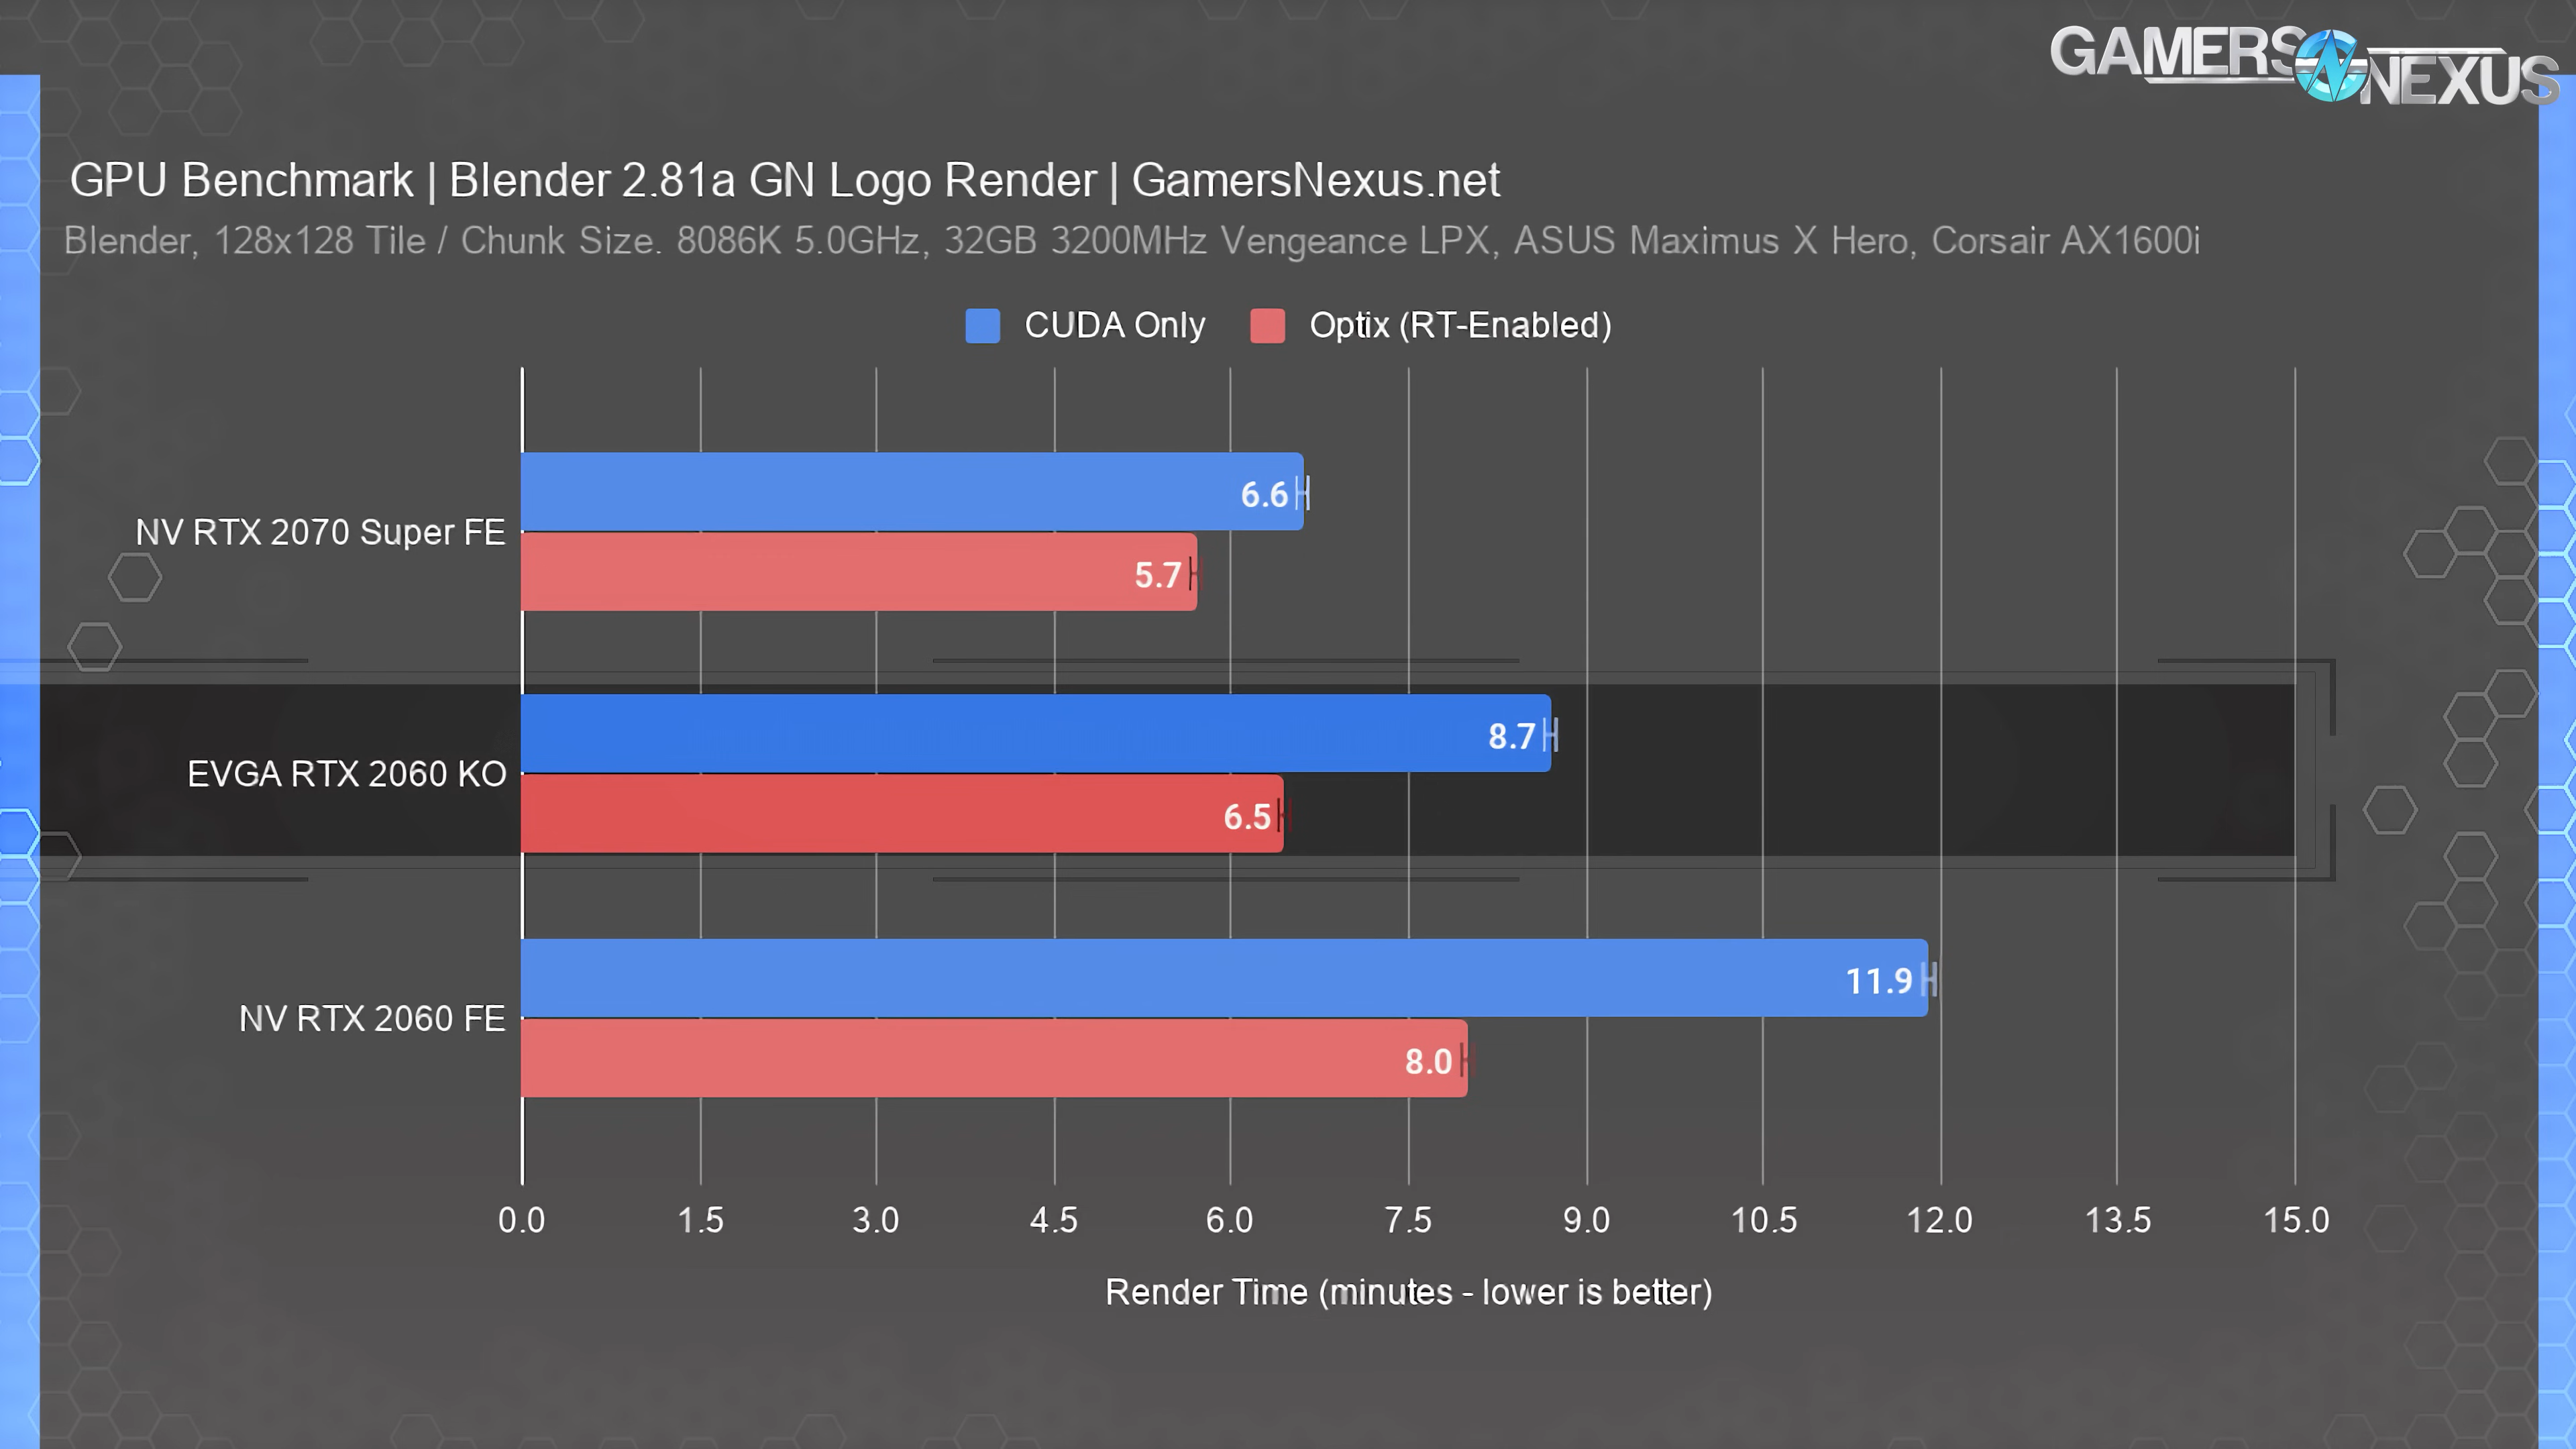 GAMERS NEXUS
GPU Benchmark | Blender 2.81a GN Logo Render | GamersNexus.net
Blender, 128x128 Tile / Chunk Size. 8086K 5.0GHz, 32GB 3200MHz Vengeance LPX, ASUS Maximus X Hero, Corsair AX1600i
CUDA Only Optix (RT-Enabled)
NV RTX 2070 Super FE
6.6
5.7
EVGA RTX 2060 KO
8.7
6.5
NV RTX 2060 FE
11.9
8.0
0.0 1.5 3.0 4.5 6.0 7.5 9.0 10.5 12.0 13.5 15.0
Render Time (minutes - lower is better)